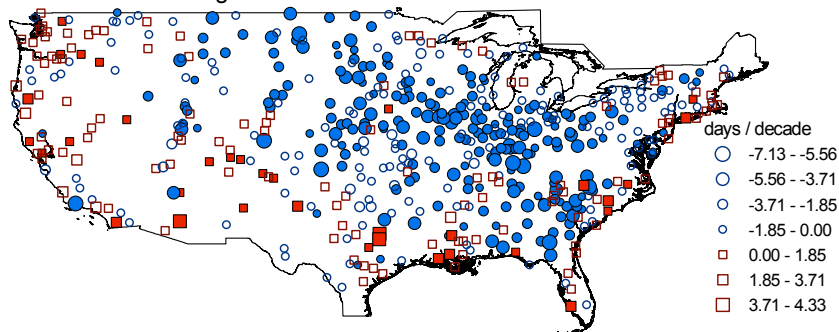 days / decade
-7.13 - -5.56
-5.56 - -3.71
-3.71 - -1.85
-1.85 - 0.00
0.00 - 1.85
1.85 - 3.71
3.71 - 4.33